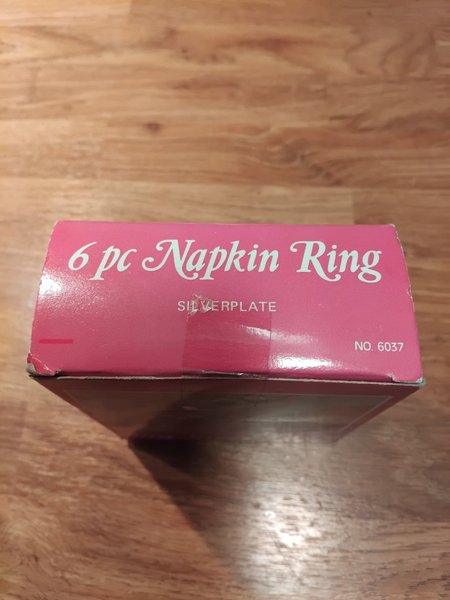 6 pc Napkin Ring
SILVERPLATE
NO. 6037